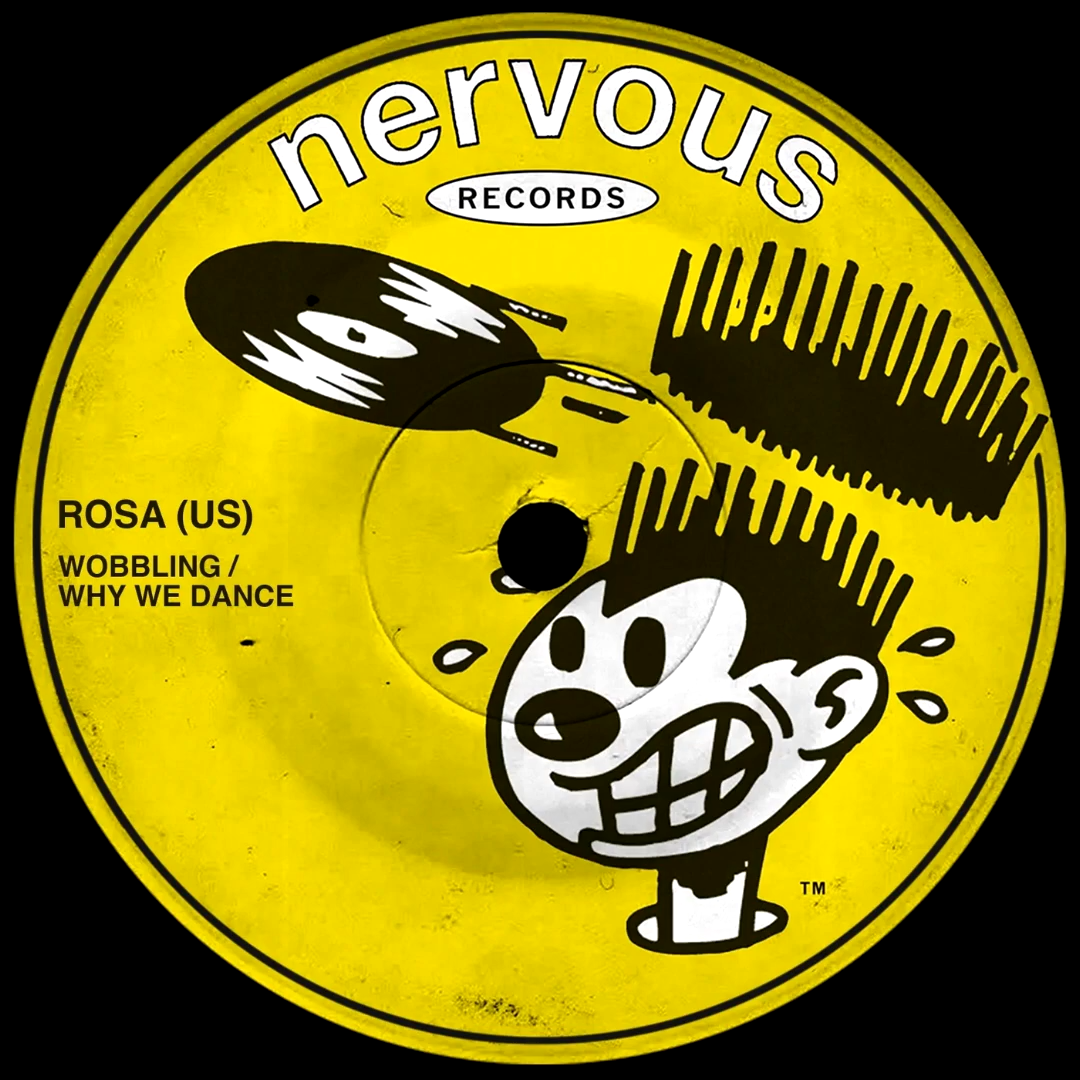 nervous
RECORDS
ROSA (US)
WOBBLING /
WHY WE DANCE
TM